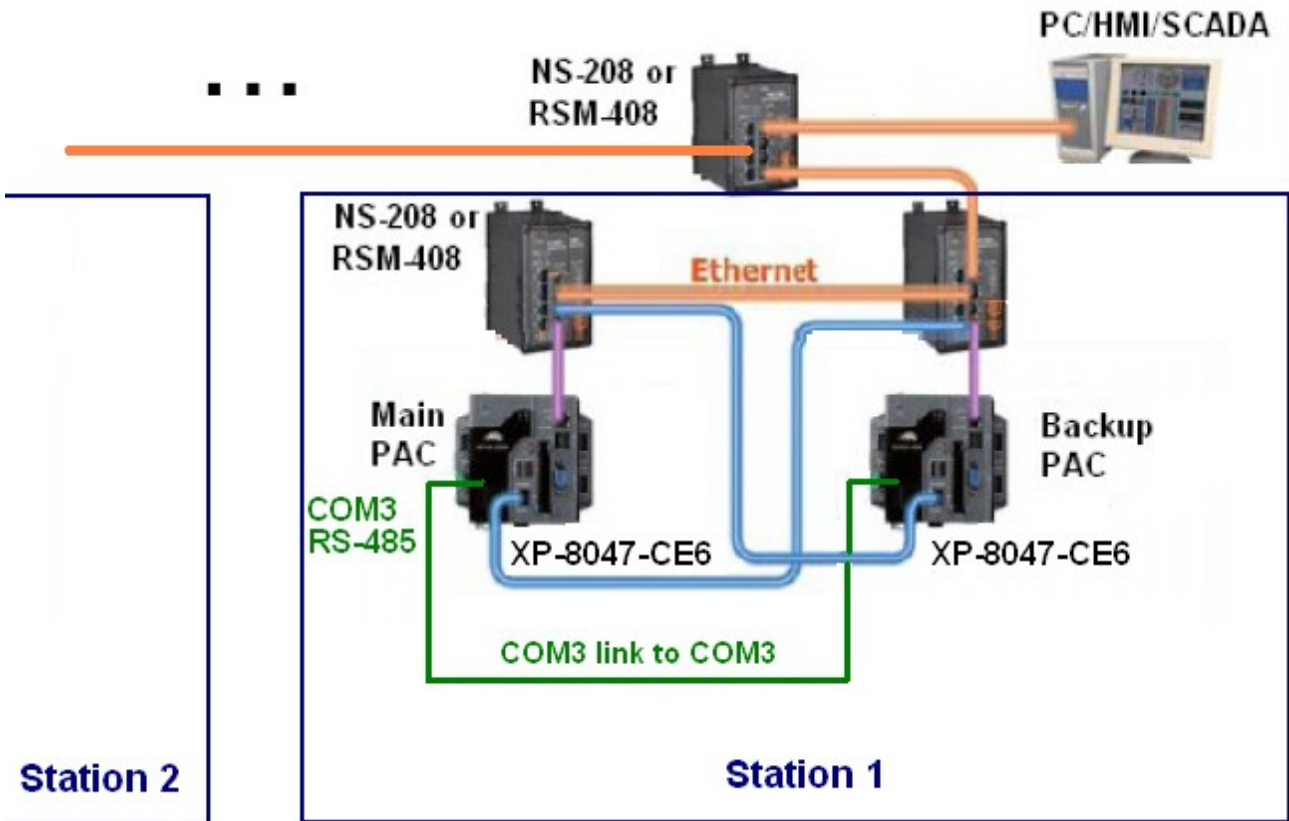 PC/HMI/SCADA
...
NS-208 or
RSM-408
NS-208 or
RSM-408
Ethernet
Main
PAC
Backup
PAC
COM3
RS-485
XP-8047-CE6
XP-8047-CE6
COM3 link to COM3
Station 2
Station 1